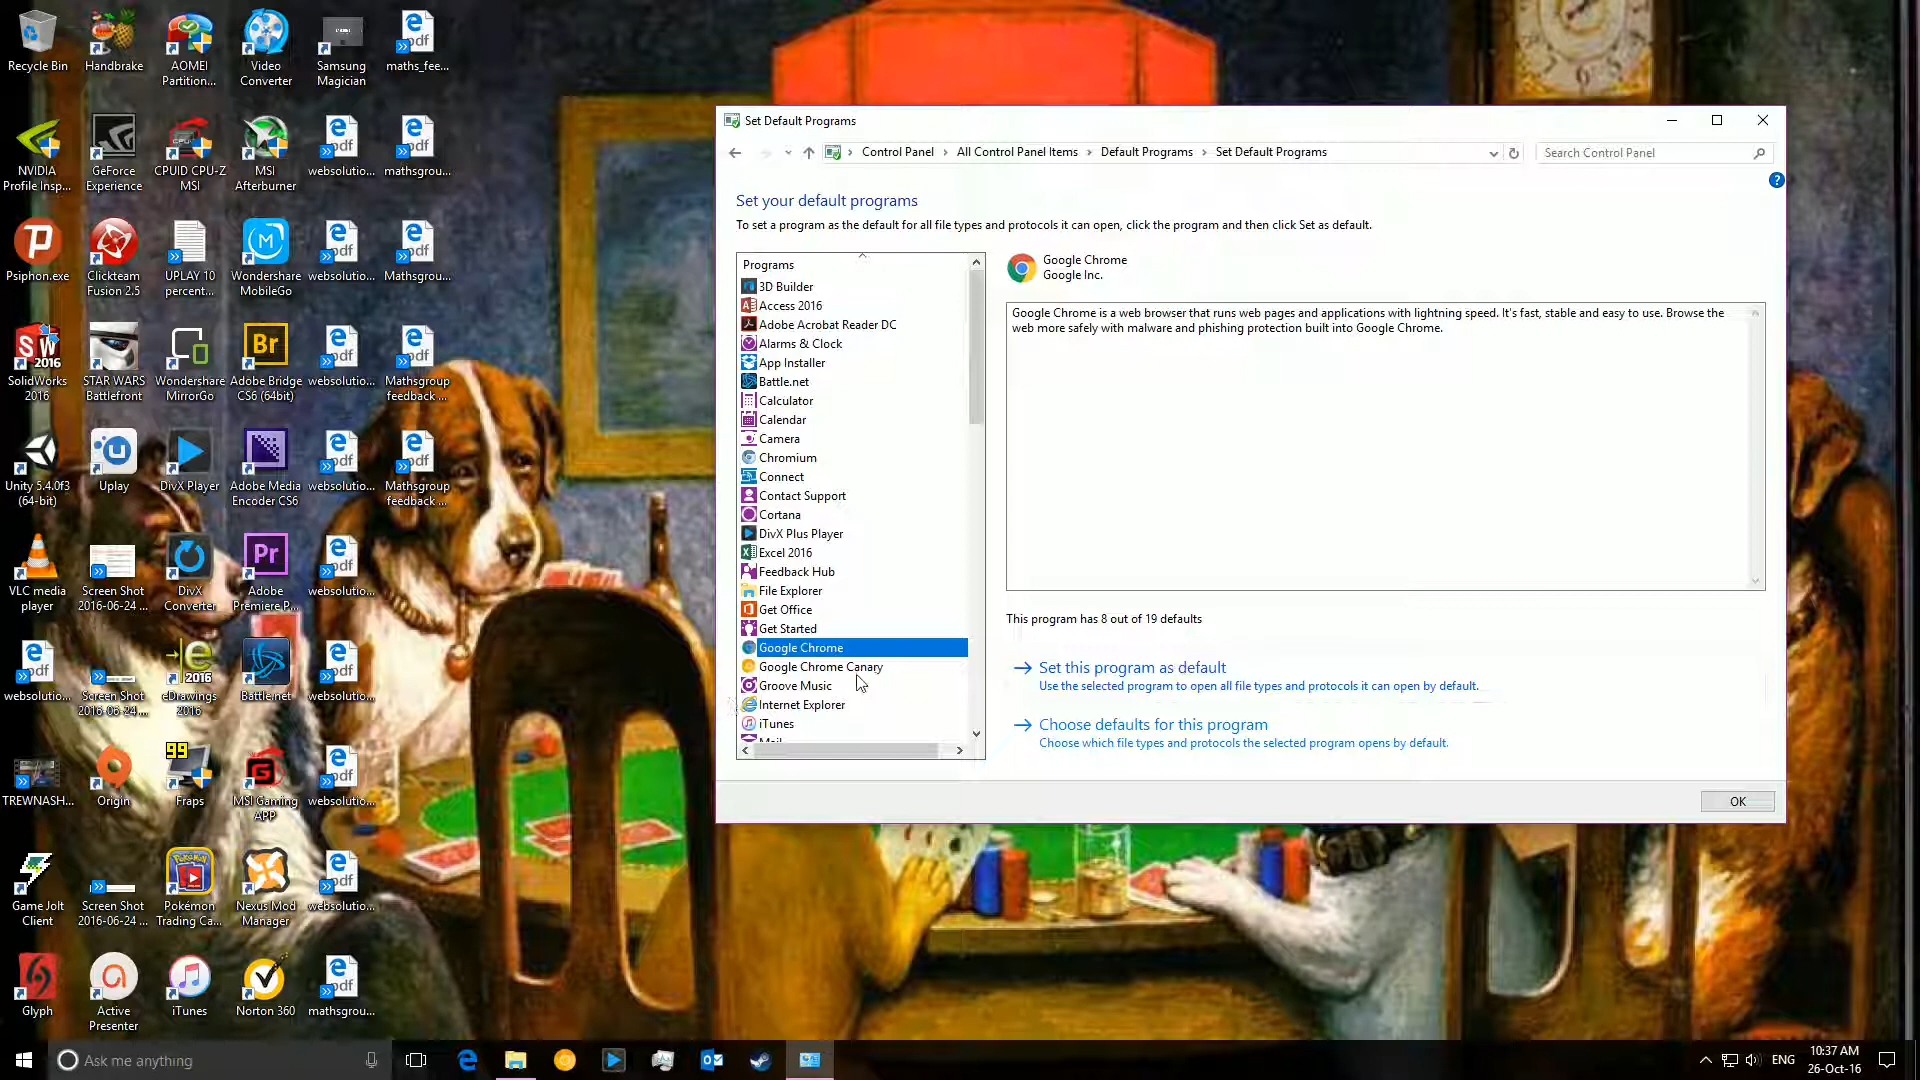 Recycle Bin
Handbrake
AOMEI
Partition...
Video
Converter
Samsung
Magician
maths_fee...
NVIDIA
Profile Insp...
GeForce
Experience
CPUID CPU-Z
MSI
MSI
Afterburner
websolutio...
mathsgrou...
Psiphon.exe
Clickteam
Fusion 2.5
UPLAY 10
percent...
Wondershare
MobileGo
websolutio...
Mathsgrou...
SolidWorks
2016
STAR WARS
Battlefront
Wondershare
MirrorGo
Adobe Bridge
CS6 (64bit)
websolutio...
Mathsgroup
feedback ...
Unity 5.4.0f3
(64-bit)
Uplay
DivX Player
Adobe Media
Encoder CS6
websolutio...
Mathsgroup
feedback ...
VLC media
player
Screen Shot
2016-06-24 ...
DivX
Converter
Adobe
Premiere P...
websolutio...
websolutio...
Screen Shot
2016-06-24 ...
eDrawings
2016
Battle.net
websolutio...
TREWNASH...
Origin
Fraps
MSI Gaming
APP
websolutio...
Game Jolt
Client
Screen Shot
2016-06-24 ...
Pokémon
Trading Ca...
Nexus Mod
Manager
websolutio...
Glyph
Active
Presenter
iTunes
Norton 360
mathsgrou...
Set Default Programs
Control Panel
All Control Panel Items
Default Programs
Set Default Programs
Search Control Panel
Set your default programs
To set a program as the default for all file types and protocols it can open, click the program and then click Set as default.
Programs
3D Builder
Access 2016
Adobe Acrobat Reader DC
Alarms & Clock
App Installer
Battle.net
Calculator
Calendar
Camera
Chromium
Connect
Contact Support
Cortana
DivX Plus Player
Excel 2016
Feedback Hub
File Explorer
Get Office
Get Started
Google Chrome
Google Chrome Canary
Groove Music
Internet Explorer
iTunes
Mail
Google Chrome
Google Inc.
Google Chrome is a web browser that runs web pages and applications with lightning speed. It's fast, stable and easy to use. Browse the
web more safely with malware and phishing protection built into Google Chrome.
This program has 8 out of 19 defaults
Set this program as default
Use the selected program to open all file types and protocols it can open by default.
Choose defaults for this program
Choose which file types and protocols the selected program opens by default.
OK
Ask me anything
ENG
10:37 AM
26-Oct-16